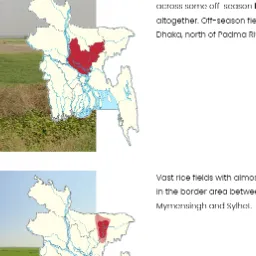 across some off-season
altogether. Off-season fie
Dhaka, north of Padma Ri
Vast rice fields with almos
in the border area betwee
Mymensingh and Sylhet.